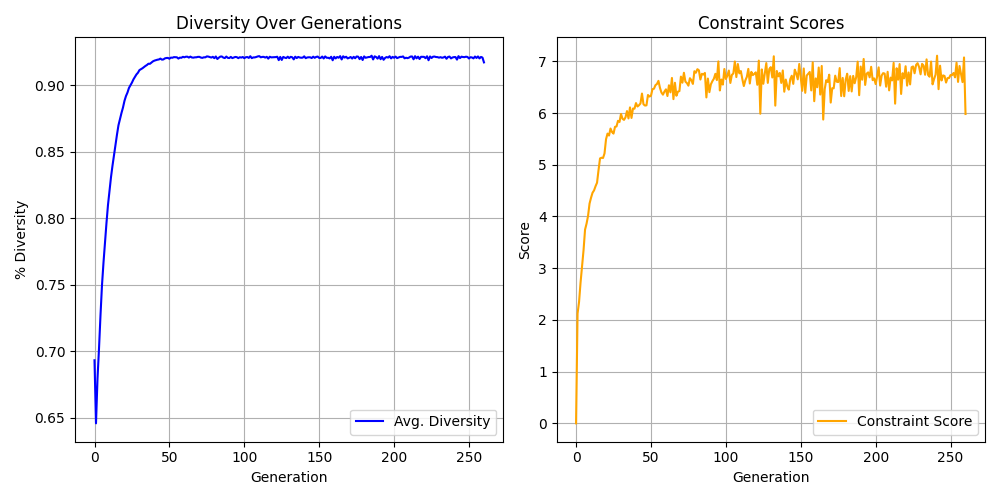 Diversity Over Generations
% Diversity
0.90
0.85
0.80
0.75
0.70
0.65
0 50 100 150 200 250
Generation
Avg. Diversity
Constraint Scores
Score
7
6
5
4
3
2
1
0
0 50 100 150 200 250
Generation
Constraint Score